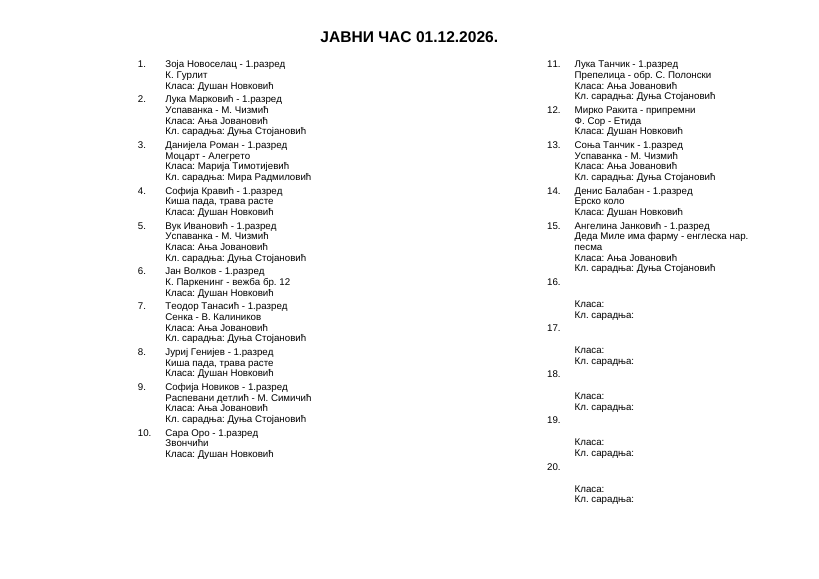 ЈАВНИ ЧАС 01.12.2026.
1. Зоја Новоселац - 1.разред
К. Гурлит
Класа: Душан Новковић
2. Лука Марковић - 1.разред
Успаванка - М. Чизмић
Класа: Ања Јовановић
Кл. сарадња: Дуња Стојановић
3. Данијела Роман - 1.разред
Моцарт - Алегрето
Класа: Марија Тимотијевић
Кл. сарадња: Мира Радмиловић
4. Софија Кравић - 1.разред
Киша пада, трава расте
Класа: Душан Новковић
5. Вук Ивановић - 1.разред
Успаванка - М. Чизмић
Класа: Ања Јовановић
Кл. сарадња: Дуња Стојановић
6. Јан Волков - 1.разред
К. Паркенинг - вежба бр. 12
Класа: Душан Новковић
7. Теодор Танасић - 1.разред
Сенка - В. Калиников
Класа: Ања Јовановић
Кл. сарадња: Дуња Стојановић
8. Јуриј Генијев - 1.разред
Киша пада, трава расте
Класа: Душан Новковић
9. Софија Новиков - 1.разред
Распевани детлић - М. Симичић
Класа: Ања Јовановић
Кл. сарадња: Дуња Стојановић
10. Сара Оро - 1.разред
Звончићи
Класа: Душан Новковић
11. Лука Танчик - 1.разред
Препелица - обр. С. Полонски
Класа: Ања Јовановић
Кл. сарадња: Дуња Стојановић
12. Мирко Ракита - припремни
Ф. Сор - Етида
Класа: Душан Новковић
13. Соња Танчик - 1.разред
Успаванка - М. Чизмић
Класа: Ања Јовановић
Кл. сарадња: Дуња Стојановић
14. Денис Балабан - 1.разред
Ерско коло
Класа: Душан Новковић
15. Ангелина Јанковић - 1.разред
Деда Миле има фарму - енглеска нар.
песма
Класа: Ања Јовановић
Кл. сарадња: Дуња Стојановић
16.
Класа:
Кл. сарадња:
17.
Класа:
Кл. сарадња:
18.
Класа:
Кл. сарадња:
19.
Класа:
Кл. сарадња:
20.
Класа:
Кл. сарадња: